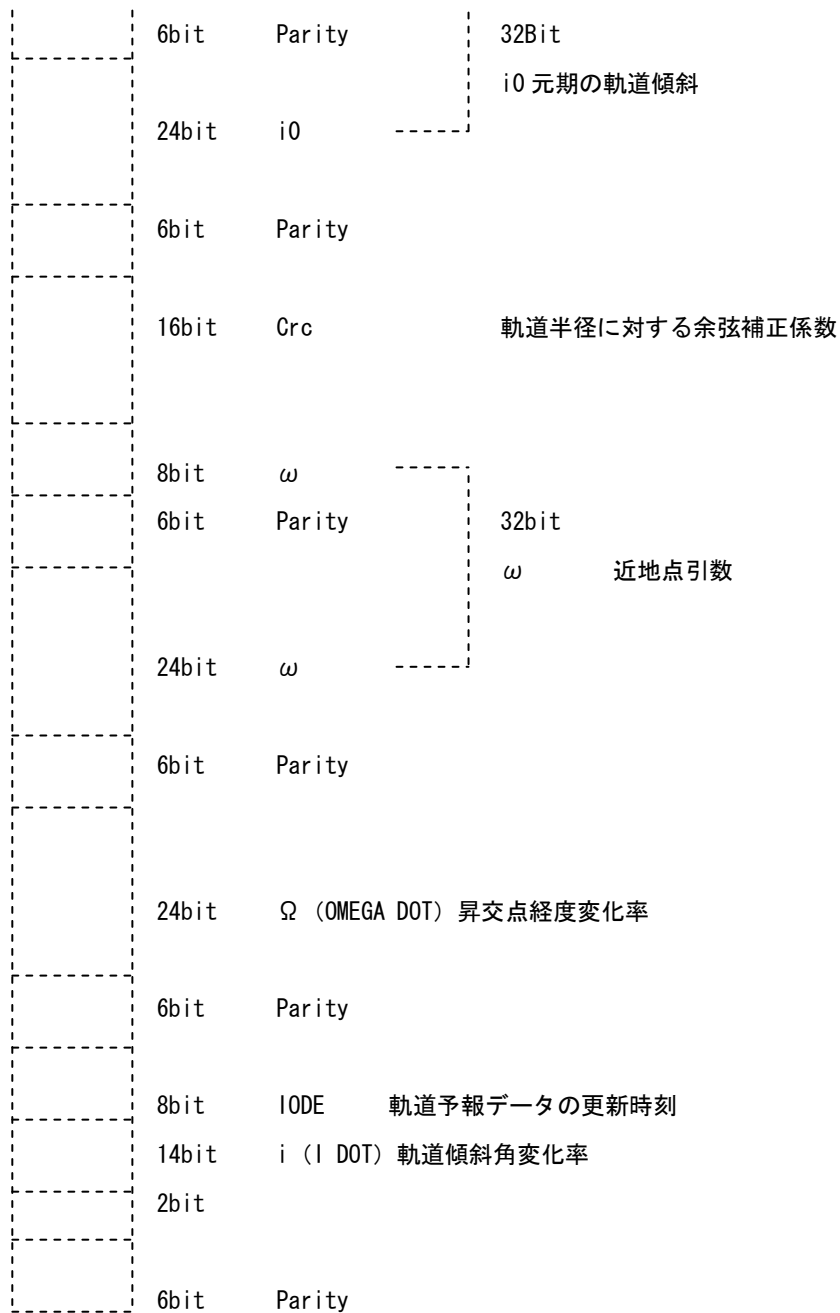 6bit Parity 32Bit
i0 元期の軌道傾斜
24bit i0
6bit Parity
16bit Crc 軌道半径に対する余弦補正係数
8bit ω
6bit Parity 32bit
ω 近地点引数
24bit ω
6bit Parity
24bit Ω (OMEGA DOT) 昇交点経度変化率
6bit Parity
8bit IODE 軌道予報データの更新時刻
14bit i (I DOT) 軌道傾斜角変化率
2bit
6bit Parity